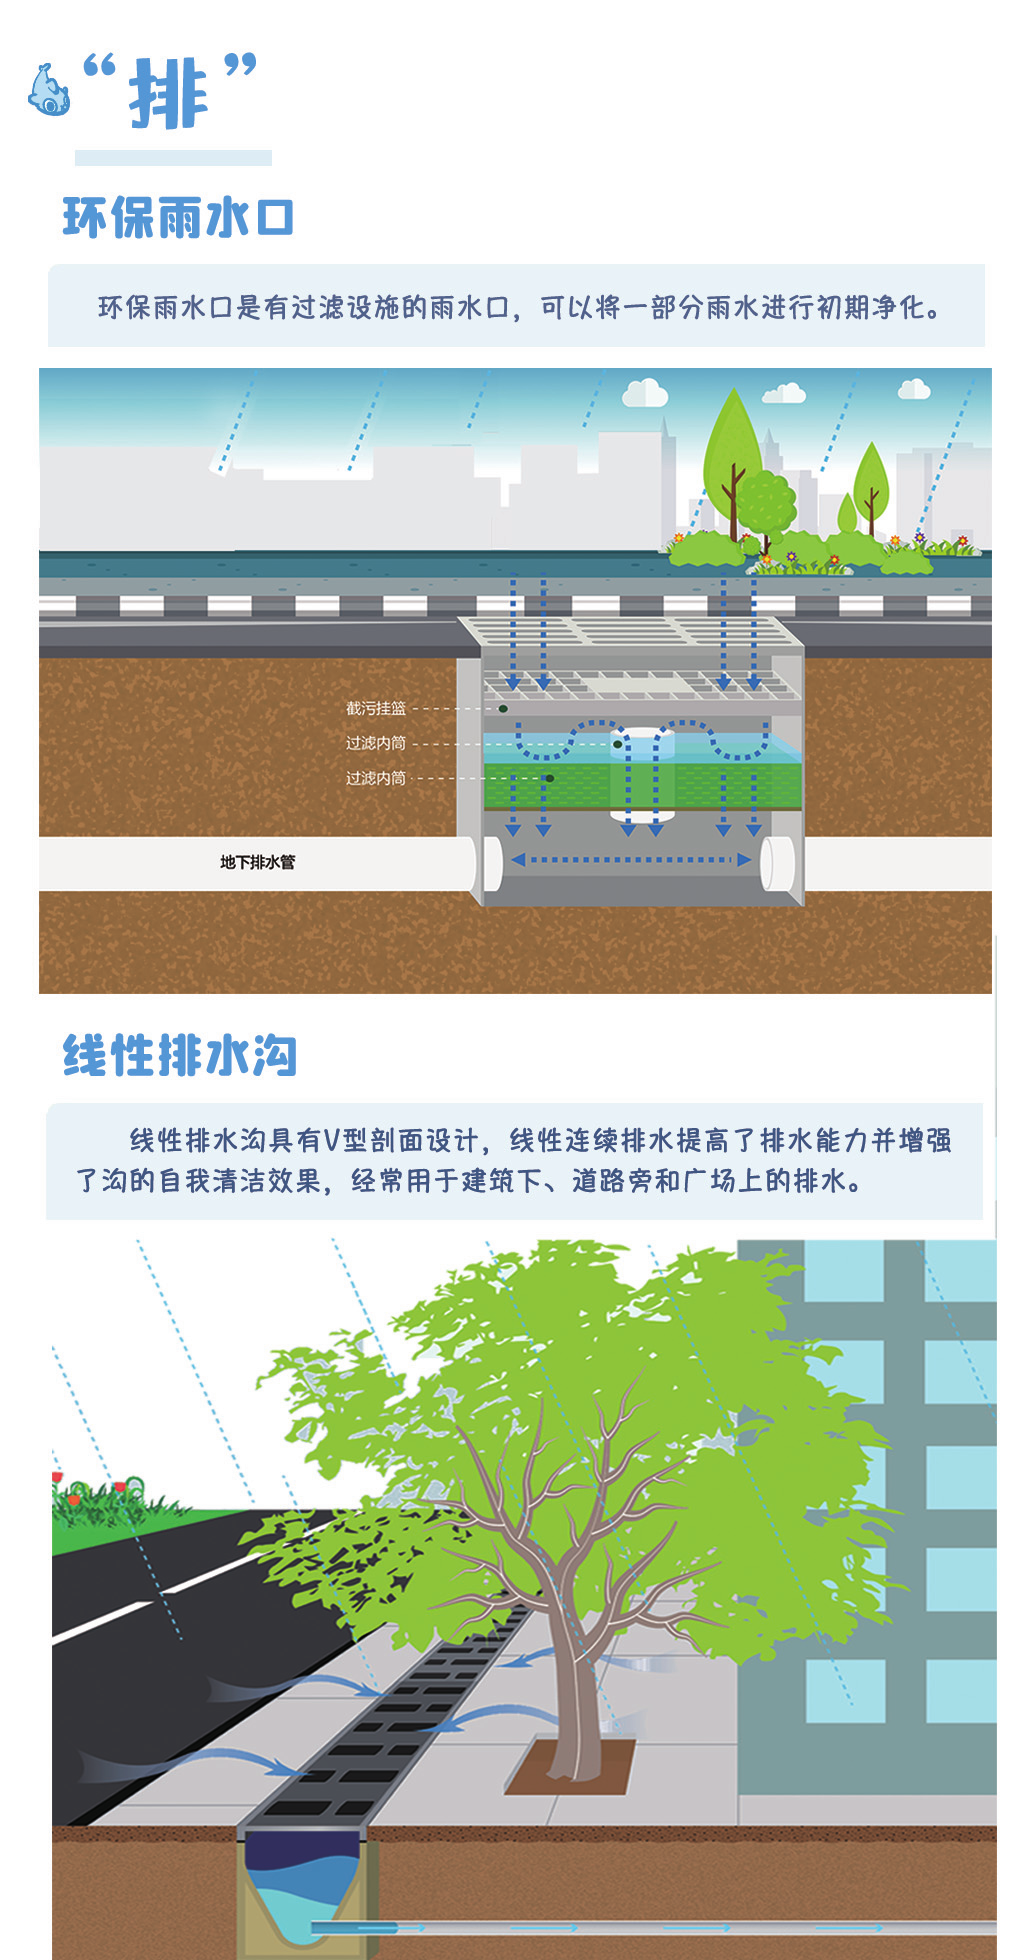 “排”
环保雨水口
环保雨水口是有过滤设施的雨水口，可以将一部分雨水进行初期净化。
截污挂篮
过滤内筒
过滤内筒
地下排水管
线性排水沟
线性排水沟具有V型剖面设计，线性连续排水提高了排水能力并增强
了沟的自我清洁效果，经常用于建筑下、道路旁和广场上的排水。